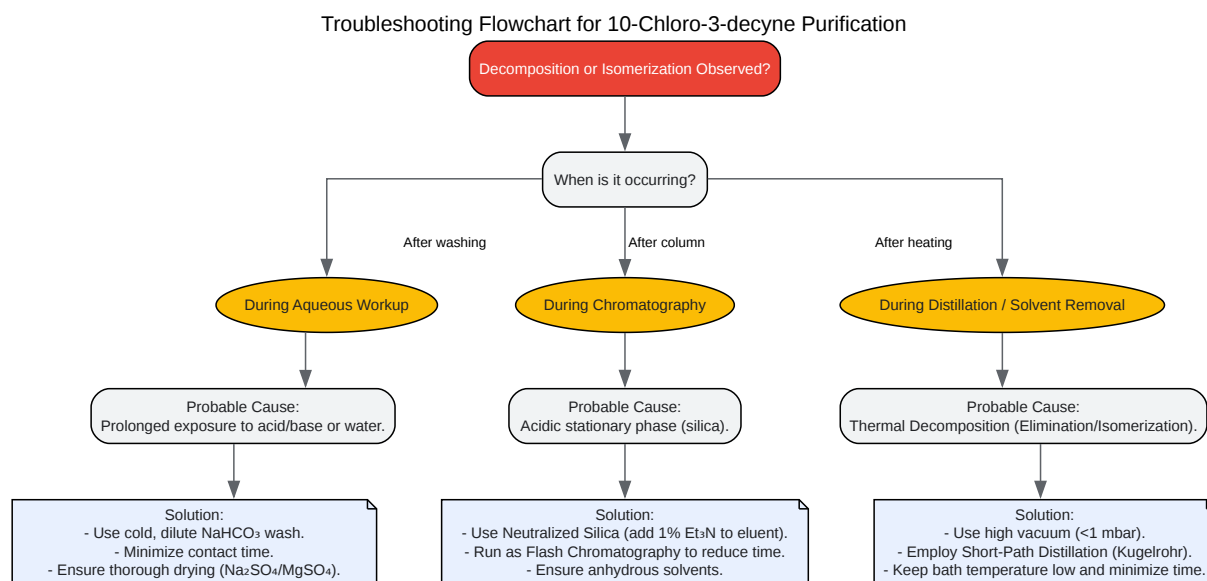 Troubleshooting Flowchart for 10-Chloro-3-decyne Purification
Decomposition or Isomerization Observed?
When is it occurring?
After washing
After column
After heating
During Aqueous Workup
During Chromatography
During Distillation / Solvent Removal
Probable Cause:
Prolonged exposure to acid/base or water.
Probable Cause:
Acidic stationary phase (silica).
Probable Cause:
Thermal Decomposition (Elimination/Isomerization).
Solution:
- Use cold, dilute NaHCO₃ wash.
- Minimize contact time.
- Ensure thorough drying (Na₂SO₄/MgSO₄).
Solution:
- Use Neutralized Silica (add 1% Et₃N to eluent).
- Run as Flash Chromatography to reduce time.
- Ensure anhydrous solvents.
Solution:
- Use high vacuum (<1 mbar).
- Employ Short-Path Distillation (Kugelrohr).
- Keep bath temperature low and minimize time.